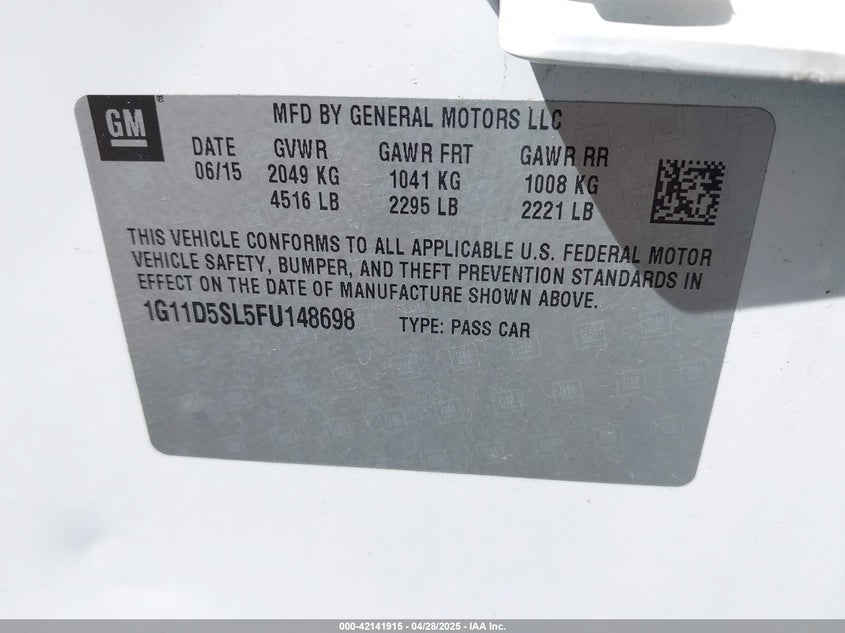 GM
MFD BY GENERAL MOTORS LLC
DATE GVWR GAWR FRT GAWR RR
06/15 2049 KG 1041 KG 1008 KG
4516 LB 2295 LB 2221 LB
THIS VEHICLE CONFORMS TO ALL APPLICABLE U.S. FEDERAL MOTOR
VEHICLE SAFETY, BUMPER, AND THEFT PREVENTION STANDARDS IN
EFFECT ON THE DATE OF MANUFACTURE SHOWN ABOVE.
1G11D5SL5FU148698 TYPE: PASS CAR
000-42141915 - 04/28/2025 - IAA Inc.